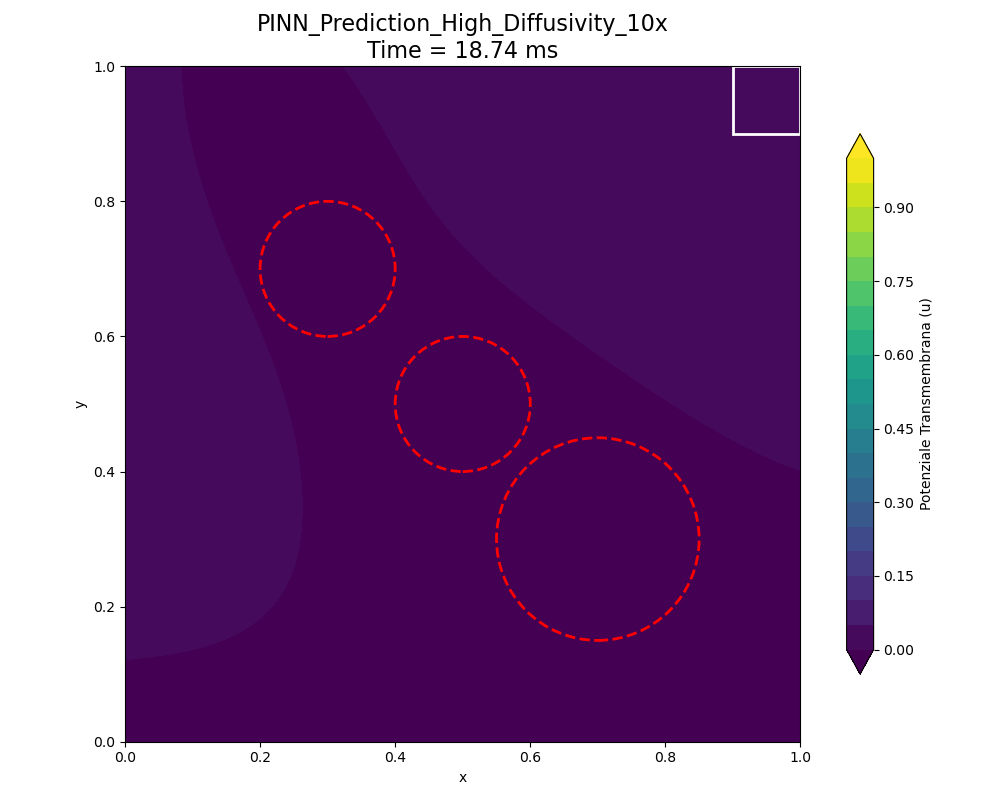 PINN_Prediction_High_Diffusivity_10x
Time = 18.74 ms
1.0
0.8
0.6
0.4
0.2
0.0
y
0.0 0.2 0.4 0.6 0.8 1.0
x
0.90
0.75
0.60
0.45
0.30
0.15
0.00
Potenziale Transmembrana (u)